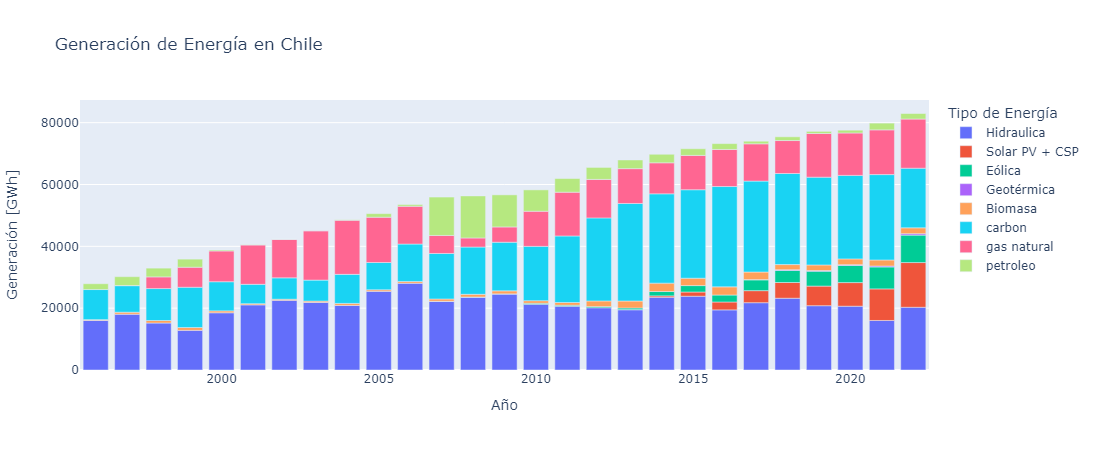 Generación de Energía en Chile
Generación [GWh]
80000
60000
40000
20000
0
2000
2005
2010
2015
2020
Año
Tipo de Energía
Hidraulica
Solar PV + CSP
Eólica
Geotérmica
Biomasa
carbon
gas natural
petroleo